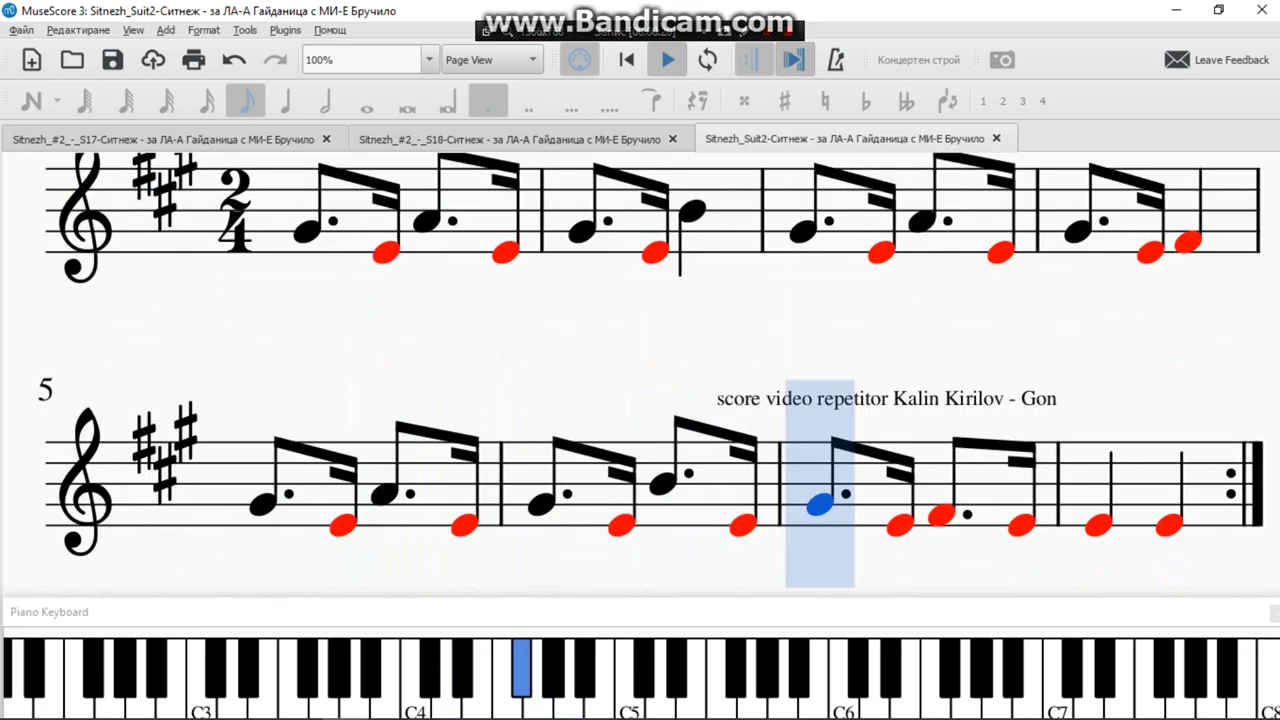 MuseScore 3: Sitnezh_Suit2-Ситнеж - за ЛА-А Гайданица с МИ-Е Бручило
www.Bandicam.com
Файл Редактиране View Add Format Tools Plugins Помощ
100% Page View Концертен строй Leave Feedback
1 2 3 4
Sitnezh_#2_-_S17-Ситнеж - за ЛА-А Гайданица с МИ-Е Бручило Sitnezh_#2_-_S18-Ситнеж - за ЛА-А Гайданица с МИ-Е Бручило Sitnezh_Suit2-Ситнеж - за ЛА-А Гайданица с МИ-Е Бручило
2
4
5
score video repetitor Kalin Kirilov - Gon
Piano Keyboard
C3 C4 C5 C6 C7 C8